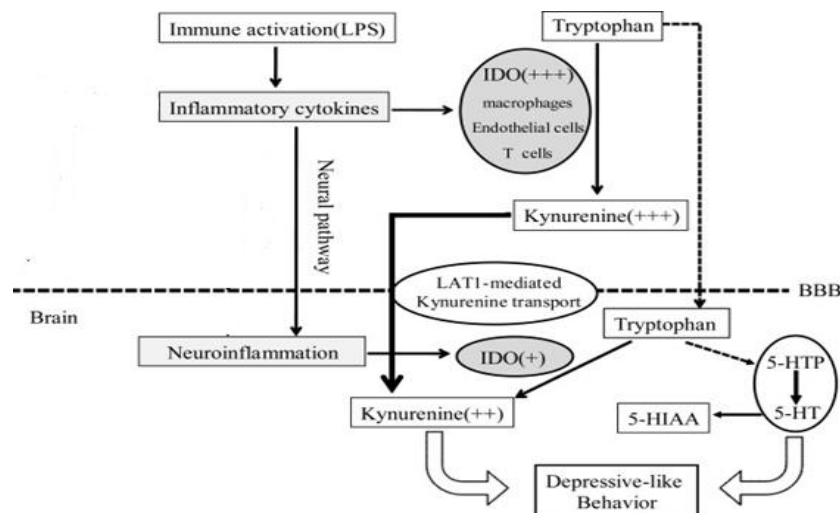 Immune activation(LPS)
Tryptophan
IDO(+++)
macrophages
Endothelial cells
T cells
Inflammatory cytokines
Neural pathway
Kynurenine(+++)
LAT1-mediated
Kynurenine transport
BBB
Brain
Tryptophan
Neuroinflammation
IDO(+)
5-HTP
5-HT
Kynurenine(++)
5-HIAA
Depressive-like
Behavior